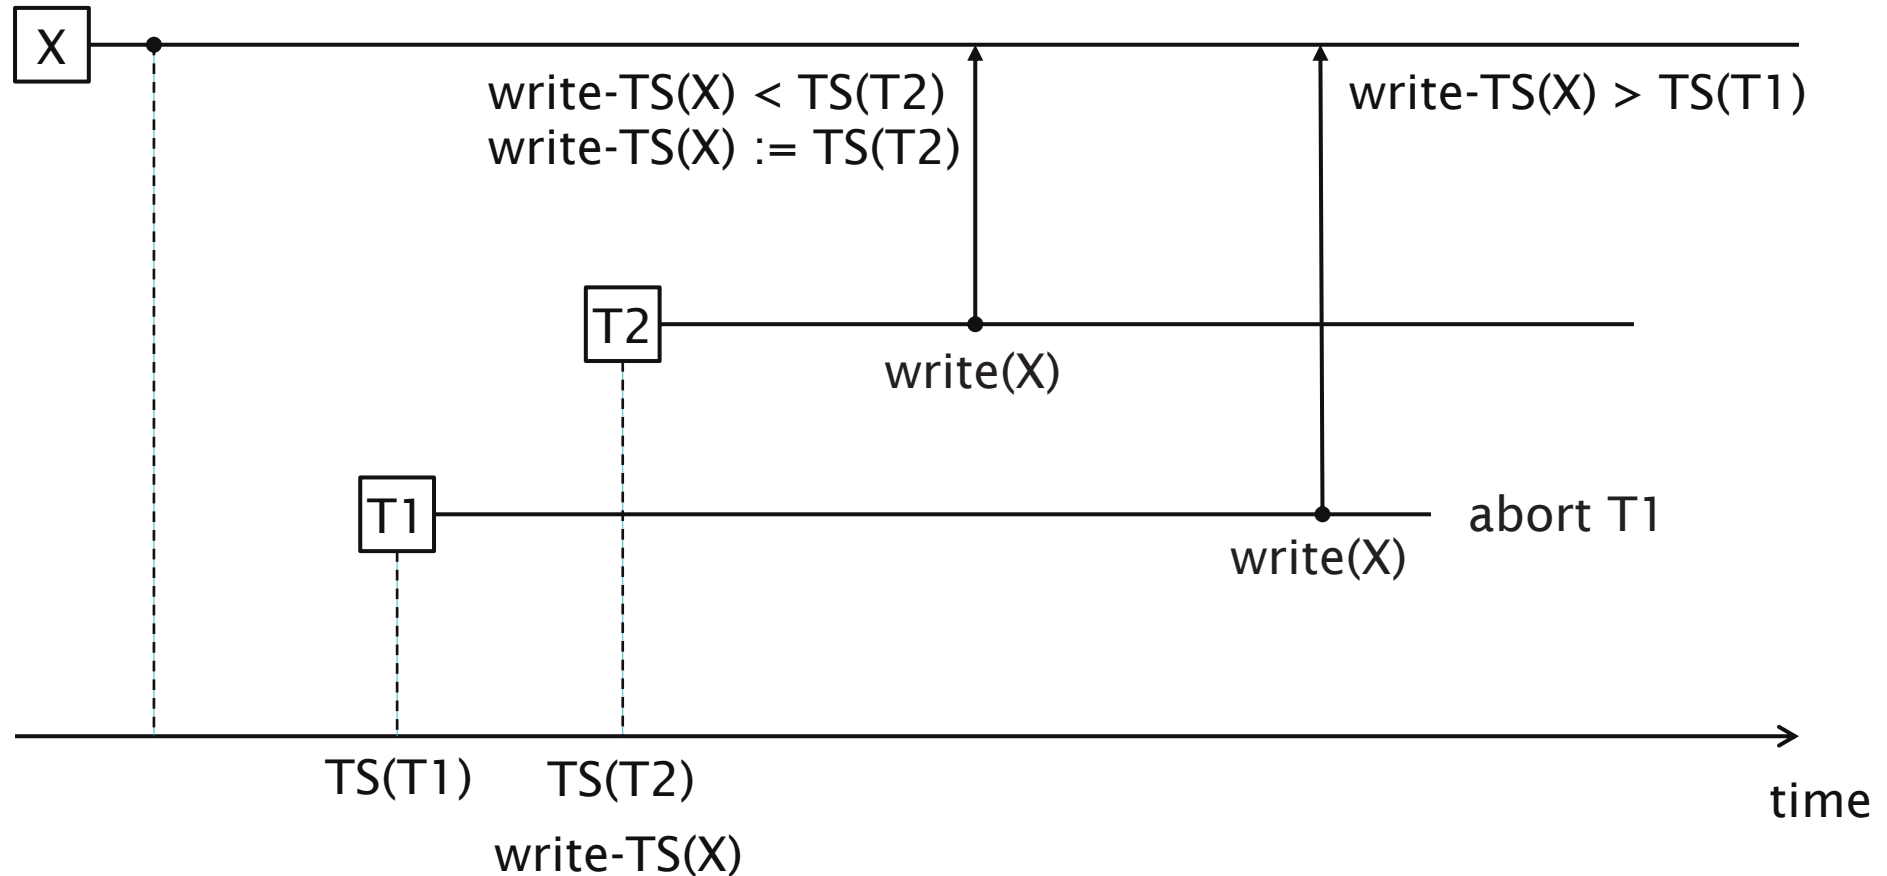 X
write-TS(X) < TS(T2)
write-TS(X) := TS(T2)
write-TS(X) > TS(T1)
T2
write(X)
T1
abort T1
write(X)
TS(T1)
TS(T2)
time
write-TS(X)